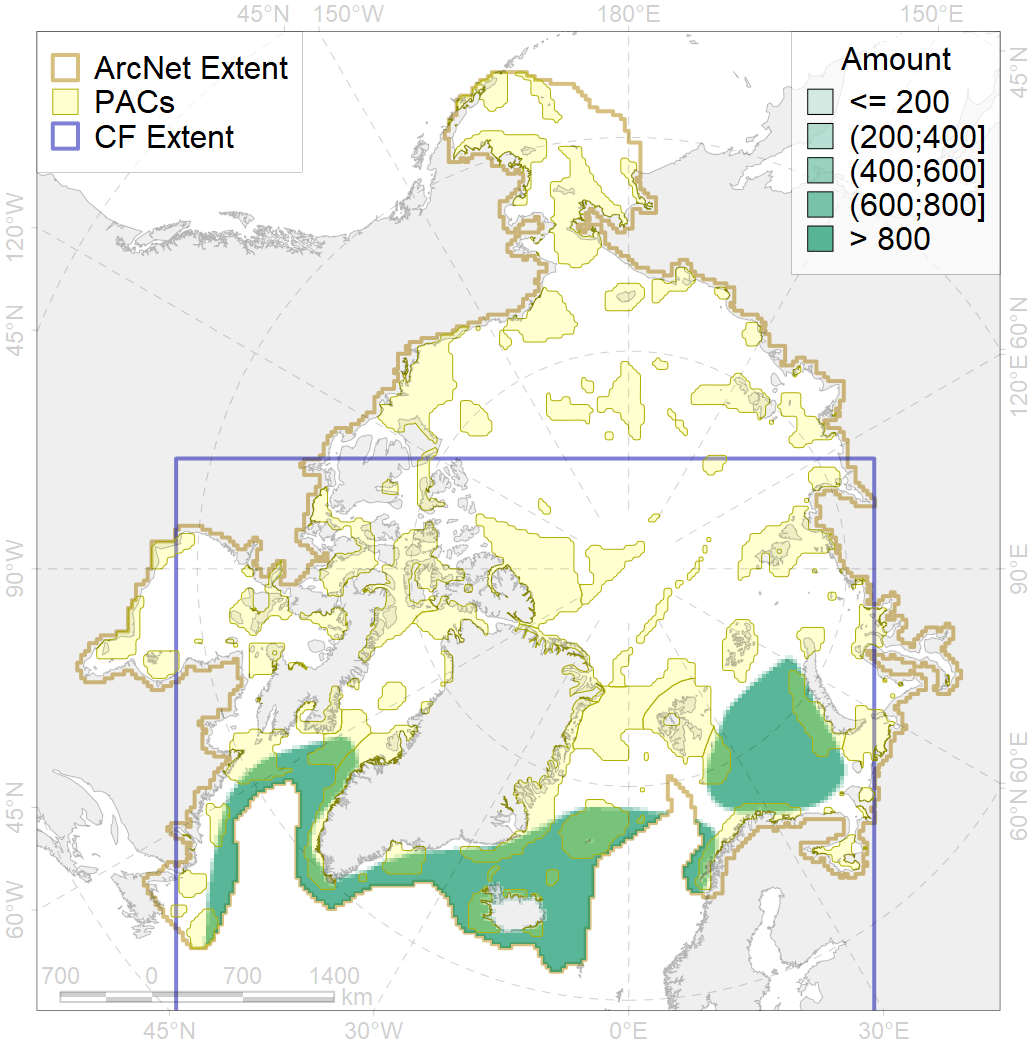 45°N 150°W 180°E 150°E
ArcNet Extent
PACs
CF Extent
Amount
<= 200
(200;400]
(400;600]
(600;800]
> 800
45°N
120°W
45°N
60°N
120°E
90°W
90°E
45°N
60°E
60°N
60°W
700 0 700 1400
km
45°N 30°W 0°E 30°E